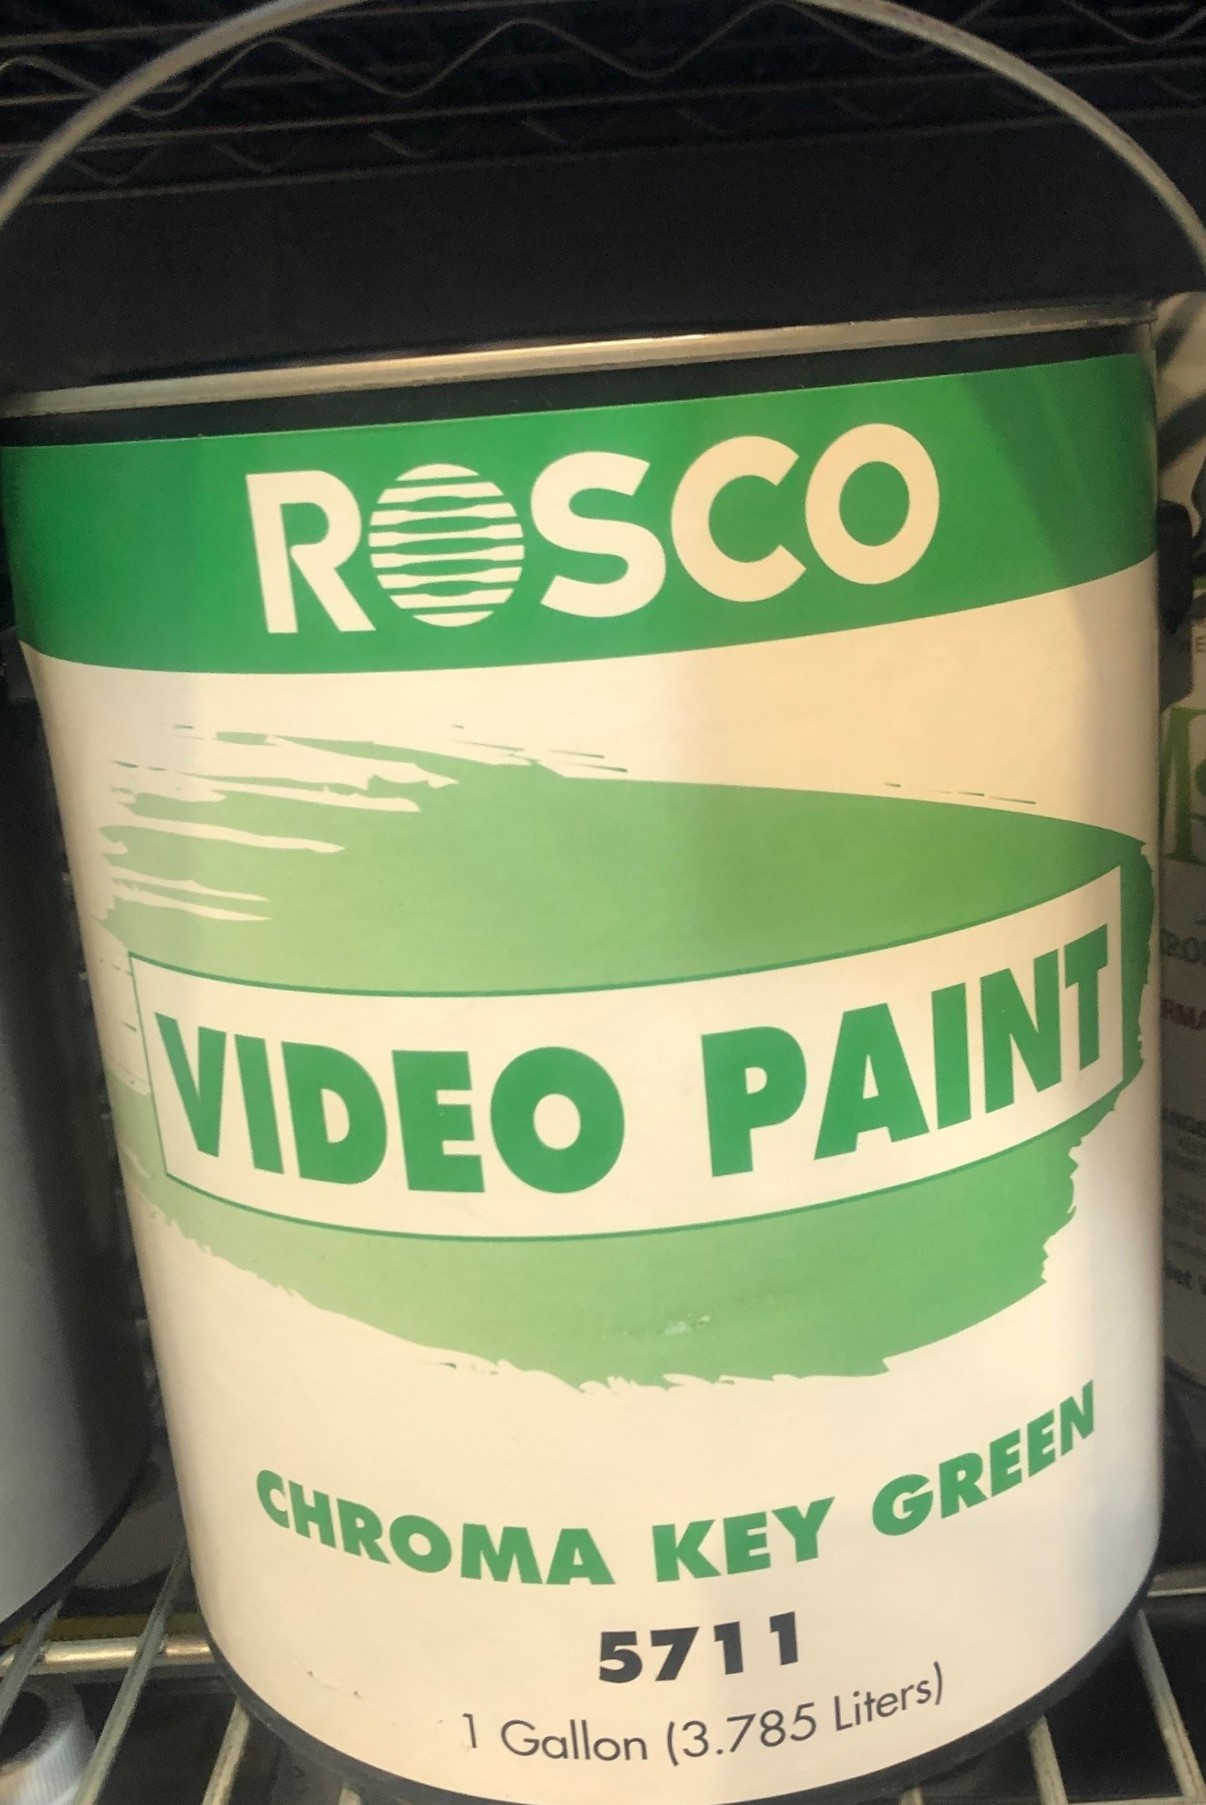 ROSCO
VIDEO PAINT
CHROMA KEY GREEN
5711
1 Gallon (3.785 Liters)